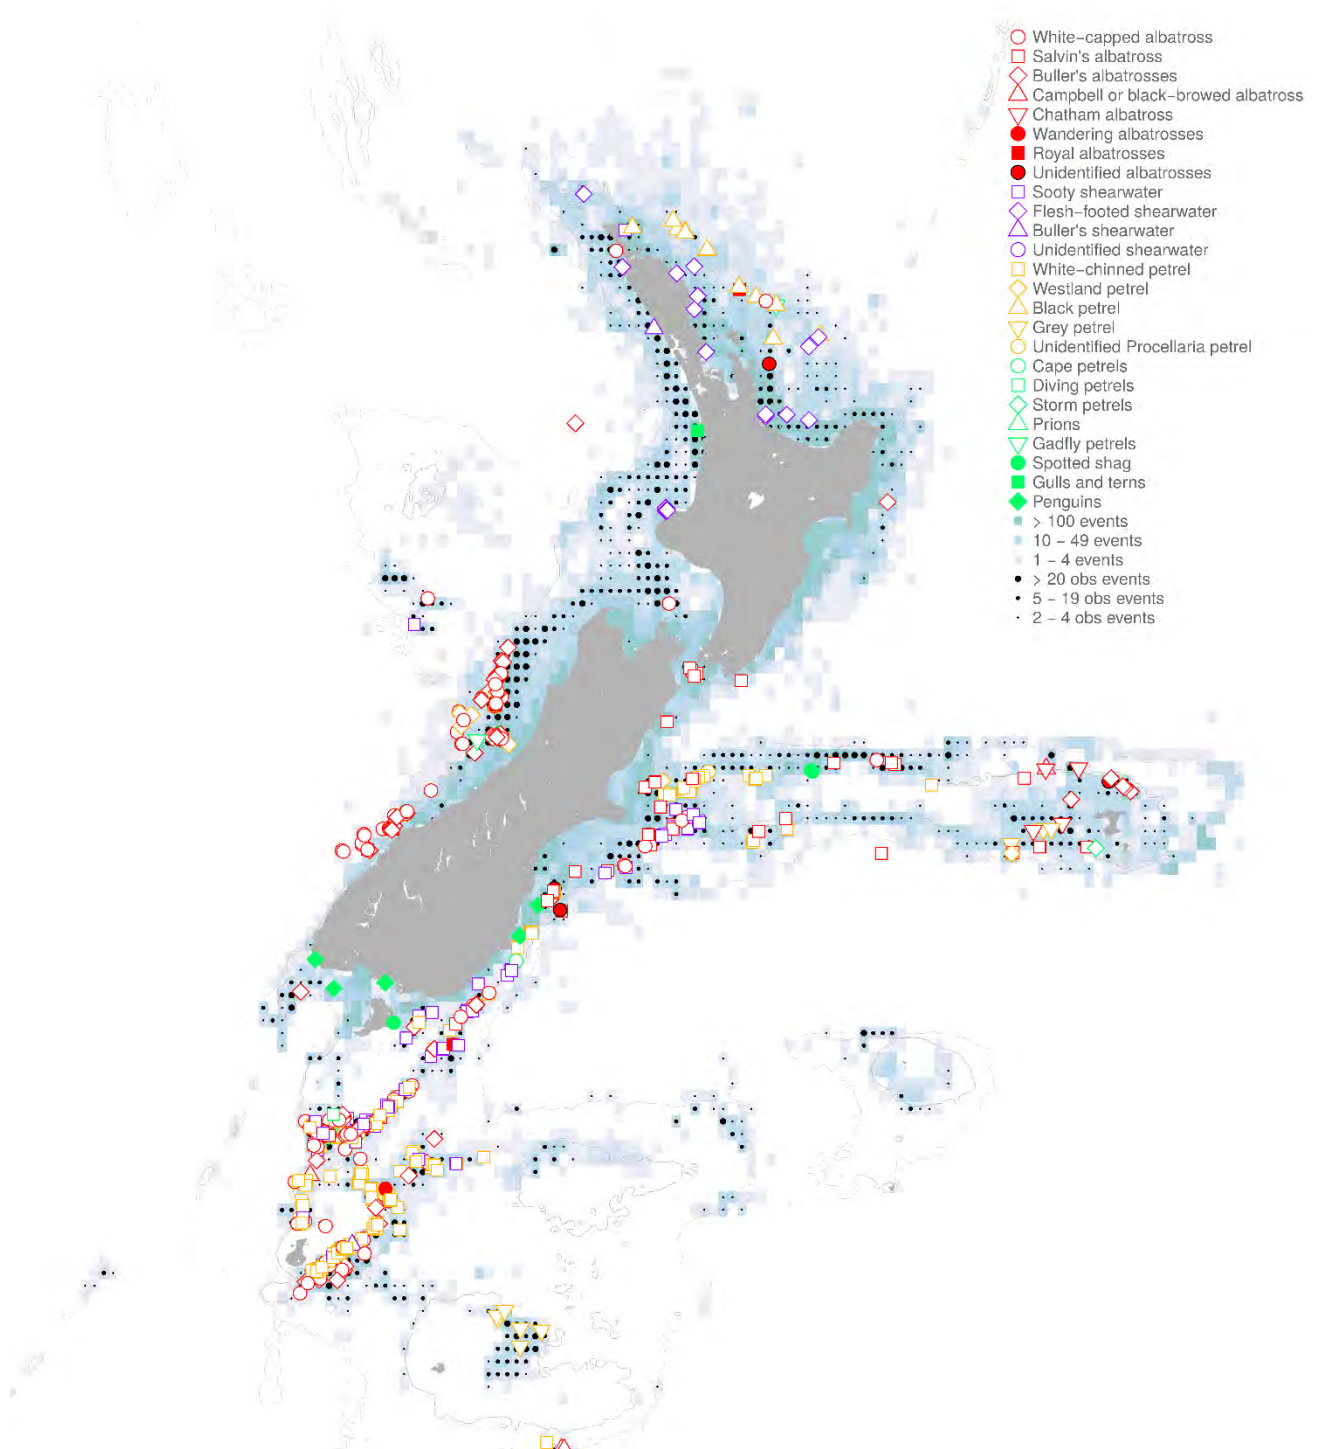 White−capped albatross
Salvin's albatross
Buller's albatrosses
Campbell or black−browed albatross
Chatham albatross
Wandering albatrosses
Royal albatrosses
Unidentified albatrosses
Sooty shearwater
Flesh−footed shearwater
Buller's shearwater
Unidentified shearwater
White−chinned petrel
Westland petrel
Black petrel
Grey petrel
Unidentified Procellaria petrel
Cape petrels
Diving petrels
Storm petrels
Prions
Gadfly petrels
Spotted shag
Gulls and terns
Penguins
> 100 events
10 − 49 events
1 − 4 events
> 20 obs events
5 − 19 obs events
2 − 4 obs events